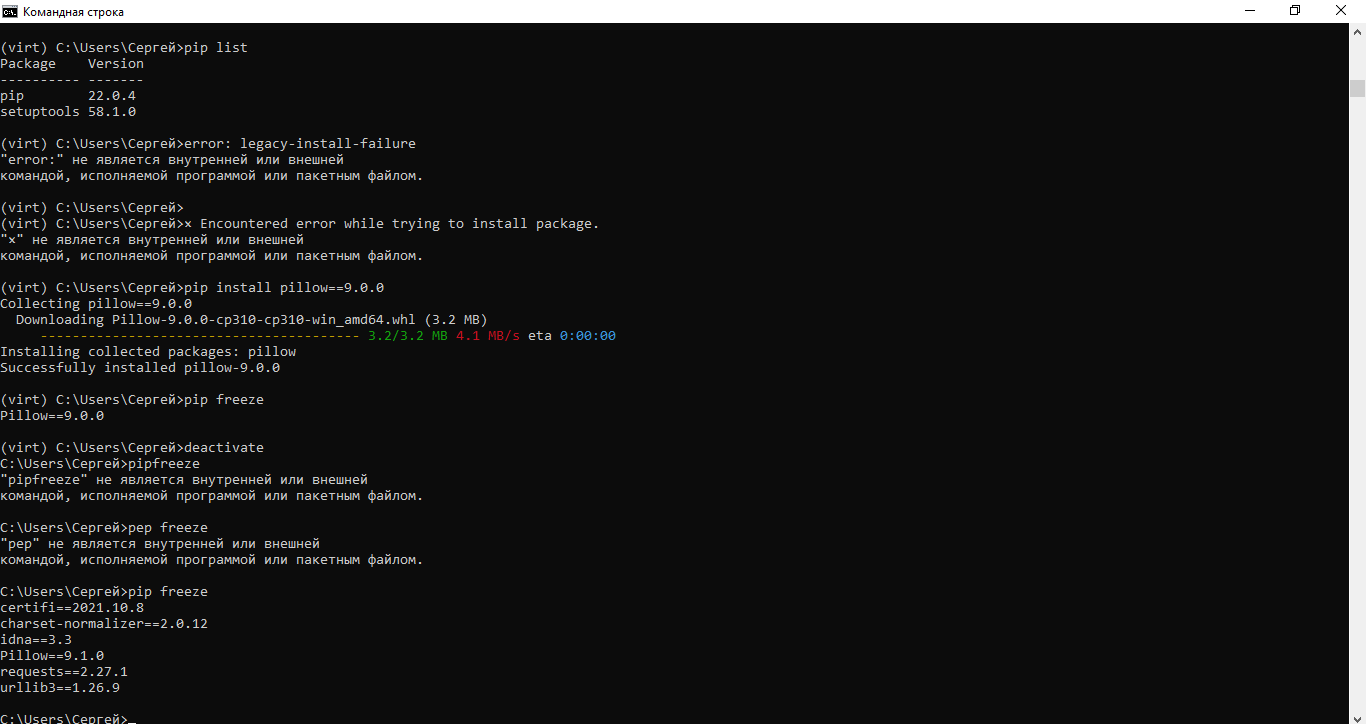 Командная строка
(virt) C:\Users\Сергей>pip list
Package    Version
---------- -------
pip        22.0.4
setuptools 58.1.0
(virt) C:\Users\Сергей>error: legacy-install-failure
"error:" не является внутренней или внешней
командой, исполняемой программой или пакетным файлом.
(virt) C:\Users\Сергей>
(virt) C:\Users\Сергей>× Encountered error while trying to install package.
"×" не является внутренней или внешней
командой, исполняемой программой или пакетным файлом.
(virt) C:\Users\Сергей>pip install pillow==9.0.0
Collecting pillow==9.0.0
  Downloading Pillow-9.0.0-cp310-cp310-win_amd64.whl (3.2 MB)
     ---------------------------------------- 3.2/3.2 MB 4.1 MB/s eta 0:00:00
Installing collected packages: pillow
Successfully installed pillow-9.0.0
(virt) C:\Users\Сергей>pip freeze
Pillow==9.0.0
(virt) C:\Users\Сергей>deactivate
C:\Users\Сергей>pipfreeze
"pipfreeze" не является внутренней или внешней
командой, исполняемой программой или пакетным файлом.
C:\Users\Сергей>pep freeze
"pep" не является внутренней или внешней
командой, исполняемой программой или пакетным файлом.
C:\Users\Сергей>pip freeze
certifi==2021.10.8
charset-normalizer==2.0.12
idna==3.3
Pillow==9.1.0
requests==2.27.1
urllib3==1.26.9
C:\Users\Сергей>_